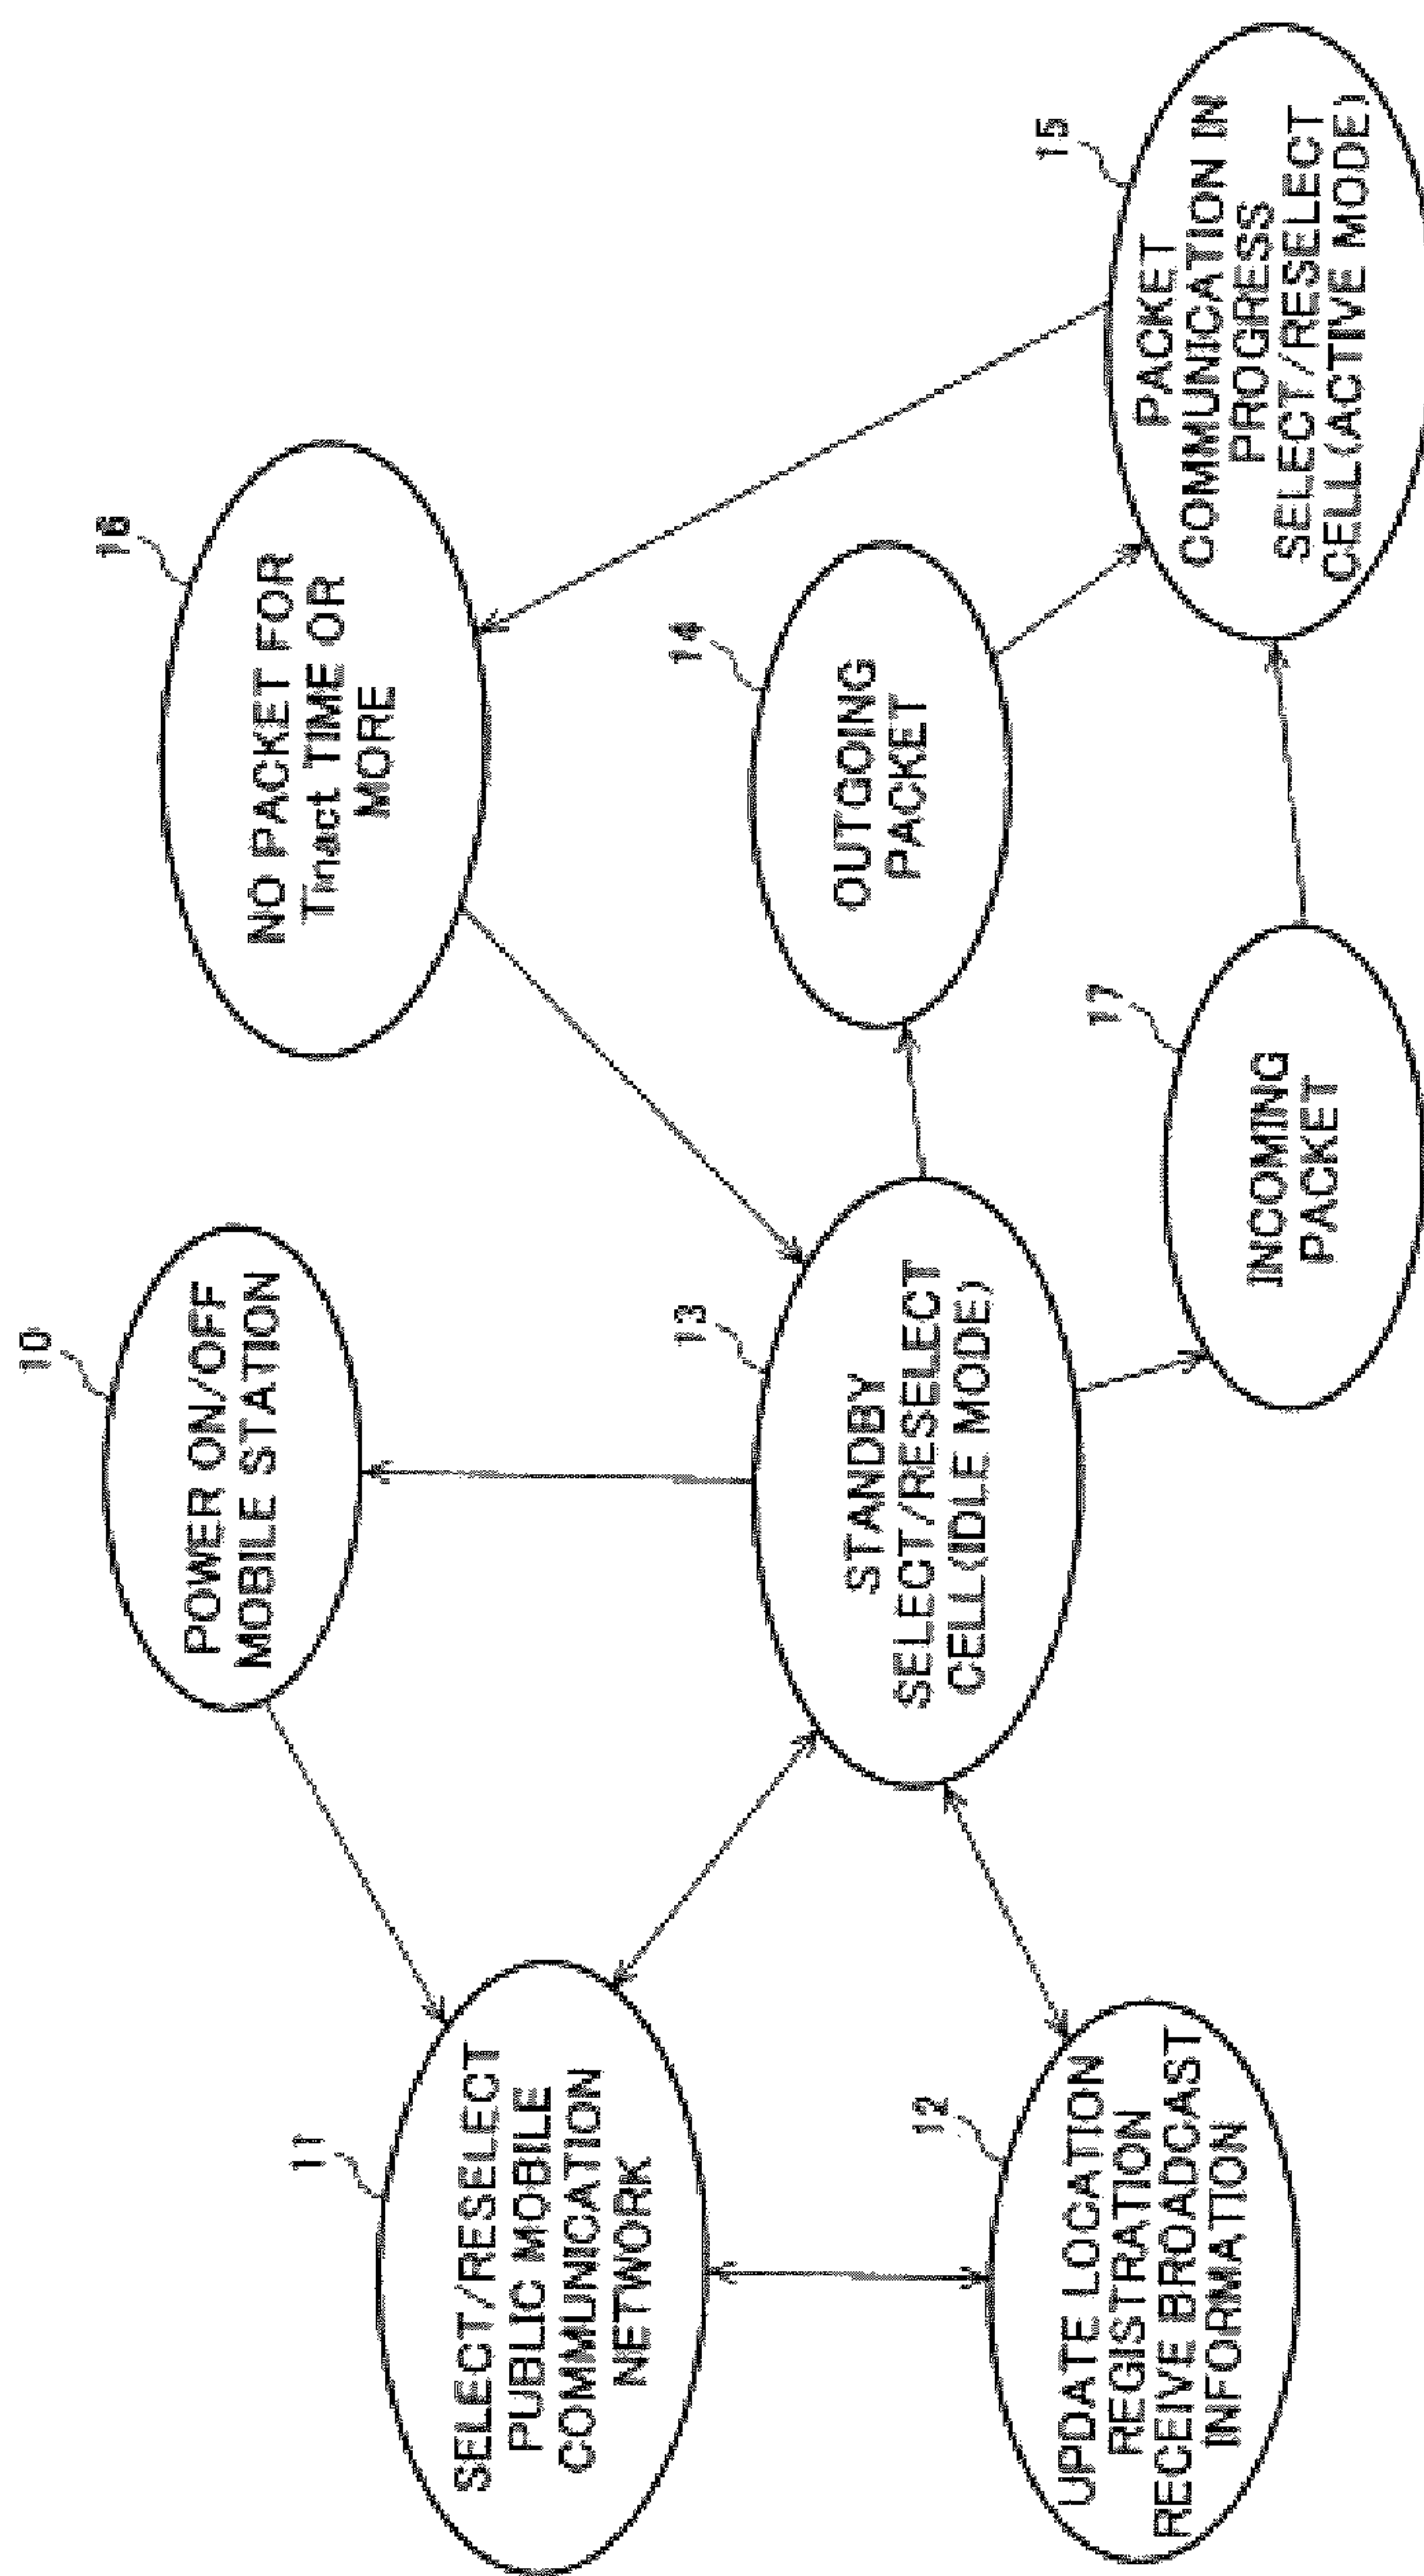 10
POWER ON/OFF
MOBILE STATION
16
NO PACKET FOR
Tinact TIME OR
MORE
11
SELECT/RESELECT
PUBLIC MOBILE
COMMUNICATION
NETWORK
13
STANDBY
SELECT/RESELECT
CELL(IDLE MODE)
14
OUTGOING
PACKET
12
UPDATE LOCATION
REGISTRATION
RECEIVE BROADCAST
INFORMATION
17
INCOMING
PACKET
15
PACKET
COMMUNICATION IN
PROGRESS
SELECT/RESELECT
CELL(ACTIVE MODE)